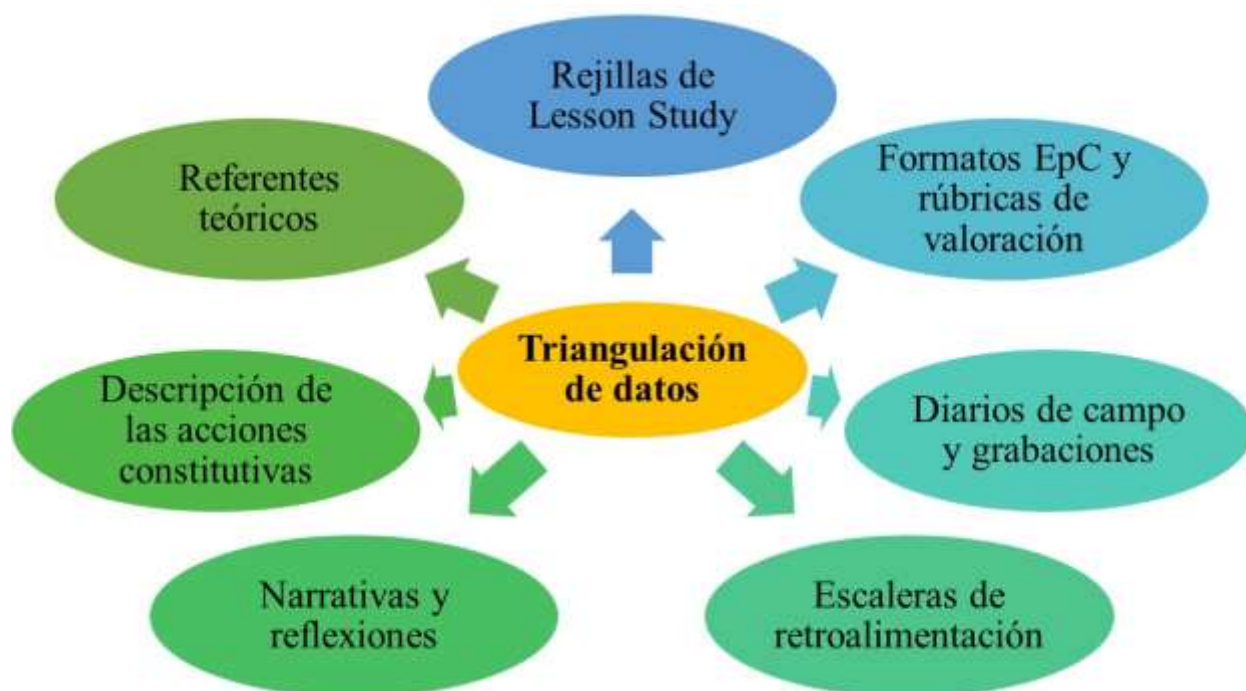 Rejillas de
Lesson Study
Formatos EpC y
rúbricas de
valoración
Diarios de campo
y grabaciones
Escaleras de
retroalimentación
Narrativas y
reflexiones
Descripción de
las acciones
constitutivas
Referentes
teóricos
Triangulación
de datos